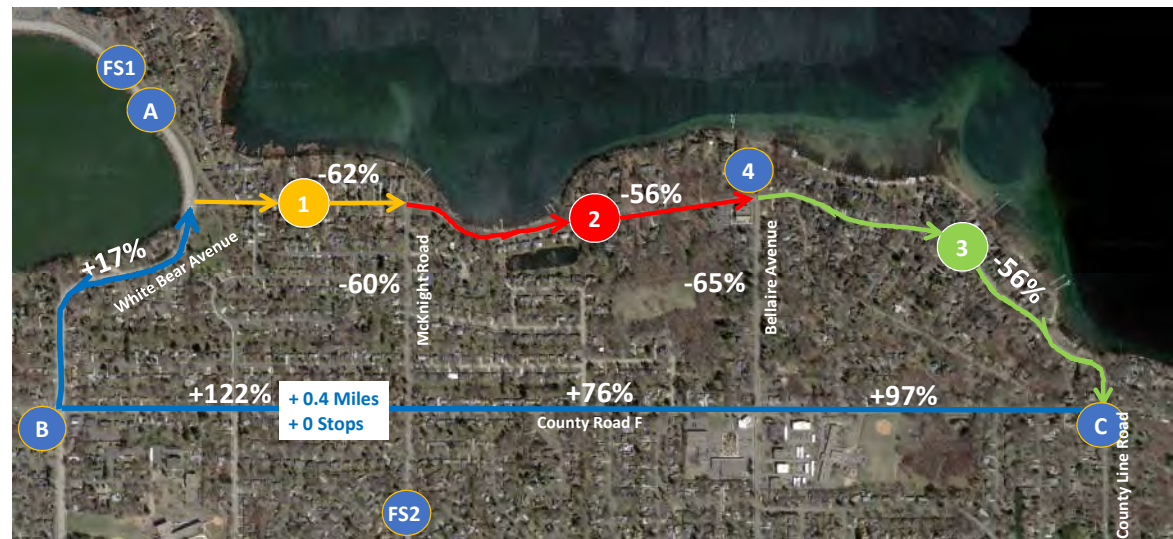 FS1
A
-62%
1
4
-56%
2
3
+17%
White Bear Avenue
-60%
McKnight Road
-65%
Bellaire Avenue
-56%
+122%
+ 0.4 Miles
+ 0 Stops
+76%
+97%
B
County Road F
C
County Line Road
FS2